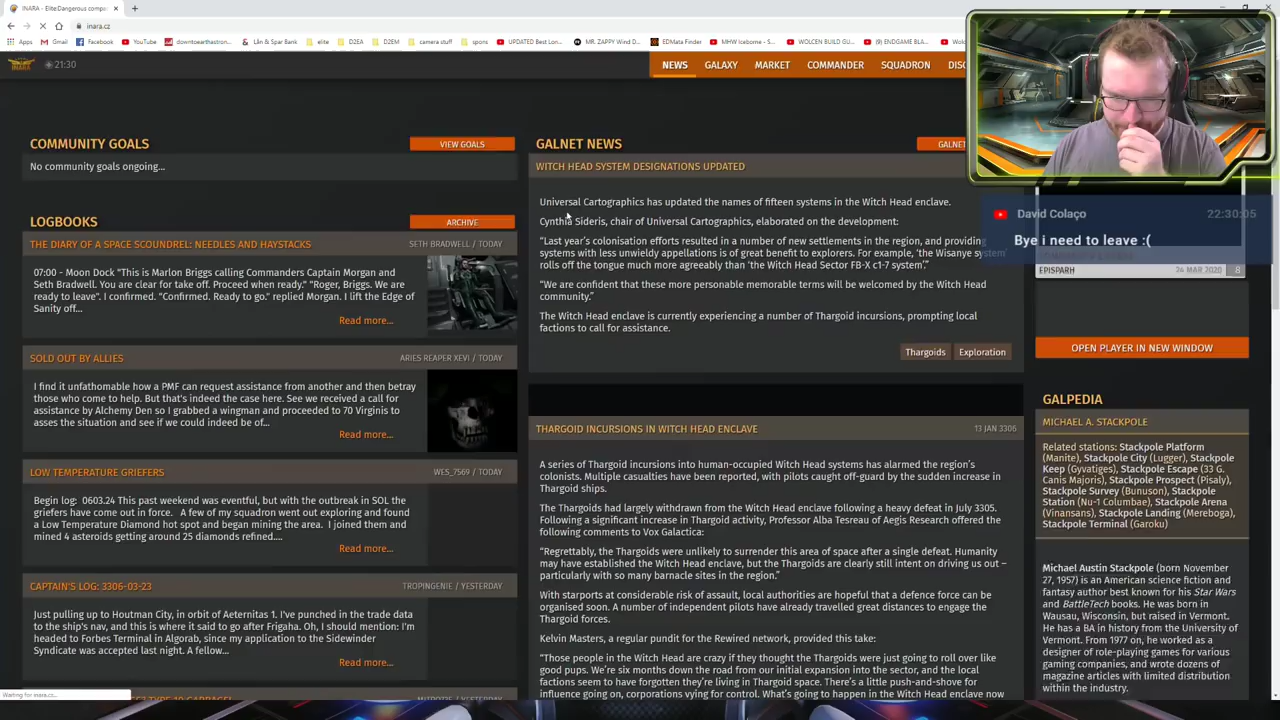 INARA - Elite:Dangerous compa
inara.cz
Apps
Gmail
Facebook
YouTube
downtoearthastron
Lån & Spar Bank
elite
D2EA
D2EM
camera stuff
spons
UPDATED Best Lon...
MR. ZAPPY Wind D...
EDMata Finder
MHW Iceborne - S...
WOLCEN BUILD GU...
(9) ENDGAME BLA...
INARA
21:30
NEWS
GALAXY
MARKET
COMMANDER
SQUADRON
COMMUNITY GOALS
VIEW GOALS
No community goals ongoing...
LOGBOOKS
ARCHIVE
THE DIARY OF A SPACE SCOUNDREL: NEEDLES AND HAYSTACKS
SETH BRADWELL / TODAY
07:00 - Moon Dock "This is Marlon Briggs calling Commanders Captain Morgan and
Seth Bradwell. You are clear for take off. Proceed when ready." "Roger, Briggs. We
are ready to leave". I confirmed. "Confirmed. Ready to go." replied Morgan. I lift the Edge of
Sanity off...
Read more...
SOLD OUT BY ALLIES
ARIES REAPER XEVI / TODAY
I find it unfathomable how a PMF can request assistance from another and then betray
those who come to help. But that's indeed the case here. See we received a call for
assistance by Alchemy Den so I grabbed a wingman and proceeded to 70 Virginis to
asses the situation and see if we could indeed be of...
Read more...
LOW TEMPERATURE GRIEFERS
WES_7569 / TODAY
Begin log: 0603.24 This past weekend was eventful, but with the outbreak in SOL the
griefers have come out in force. A few of my squadron went out exploring and found
a Low Temperature Diamond hot spot and began mining the area. I joined them and
mined 4 asteroids getting around 25 diamonds refined....
Read more...
CAPTAIN'S LOG: 3306-03-23
TROPINGENIE / YESTERDAY
Just pulling up to Houtman City, in orbit of Aeternitas 1. I've punched in the trade data
to the ship's nav, and this is where it said to go after Frigaha. Oh, I should mention: I'm
headed to Forbes Terminal in Algorab, since my application to the Sidewinder
Syndicate was accepted last night. A fellow...
Read more...
Waiting for inara.cz...
GALNET NEWS
GALNET
WITCH HEAD SYSTEM DESIGNATIONS UPDATED
Universal Cartographics has updated the names of fifteen systems in the Witch Head enclave.
Cynthia Sideris, chair of Universal Cartographics, elaborated on the development:
“Last year's colonisation efforts resulted in a number of new settlements in the region, and providing
systems with less unwieldy appellations is of great benefit to explorers. For example, ‘the Wisanye system’
rolls off the tongue much more agreeably than ‘the Witch Head Sector FB-X c1-7 system’.”
“We are confident that these more personable memorable terms will be welcomed by the Witch Head
community.”
The Witch Head enclave is currently experiencing a number of Thargoid incursions, prompting local
factions to call for assistance.
Thargoids
Exploration
THARGOID INCURSIONS IN WITCH HEAD ENCLAVE
13 JAN 3306
A series of Thargoid incursions into human-occupied Witch Head systems has alarmed the region's
colonists. Multiple casualties have been reported, with pilots caught off-guard by the sudden increase in
Thargoid ships.
The Thargoids had largely withdrawn from the Witch Head enclave following a heavy defeat in July 3305.
Following a significant increase in Thargoid activity, Professor Alba Tesreau of Aegis Research offered the
following comments to Vox Galactica:
“Regrettably, the Thargoids were unlikely to surrender this area of space after a single defeat. Humanity
may have established the Witch Head enclave, but the Thargoids are clearly still intent on driving us out –
particularly with so many barnacle sites in the region.”
With starports at considerable risk of assault, local authorities are hopeful that a defence force can be
organised soon. A number of independent pilots have already travelled great distances to engage the
Thargoid forces.
Kelvin Masters, a regular pundit for the Rewired network, provided this take:
“Those people in the Witch Head are crazy if they thought the Thargoids were just going to roll over like
good pups. We're six months down the road from our initial expansion into the sector, and the local
factions seem to have forgotten they're living in Thargoid space. There's a little push-and-shove for
influence going on, corporations vying for control. What's going to happen in the Witch Head enclave now
David Colaço
22:30:05
Bye i need to leave :(
EPISPARH
24 MAR 2020
8
OPEN PLAYER IN NEW WINDOW
GALPEDIA
MICHAEL A. STACKPOLE
Related stations: Stackpole Platform
(Manite), Stackpole City (Lugger), Stackpole
Keep (Gyvatiges), Stackpole Escape (33 G.
Canis Majoris), Stackpole Prospect (Pisaly),
Stackpole Survey (Bunuson), Stackpole
Station (Nu-1 Columbae), Stackpole Arena
(Vinansans), Stackpole Landing (Mereboga),
Stackpole Terminal (Garoku)
Michael Austin Stackpole (born November
27, 1957) is an American science fiction and
fantasy author best known for his Star Wars
and BattleTech books. He was born in
Wausau, Wisconsin, but raised in Vermont.
He has a BA in history from the University of
Vermont. From 1977 on, he worked as a
designer of role-playing games for various
gaming companies, and wrote dozens of
magazine articles with limited distribution
within the industry.